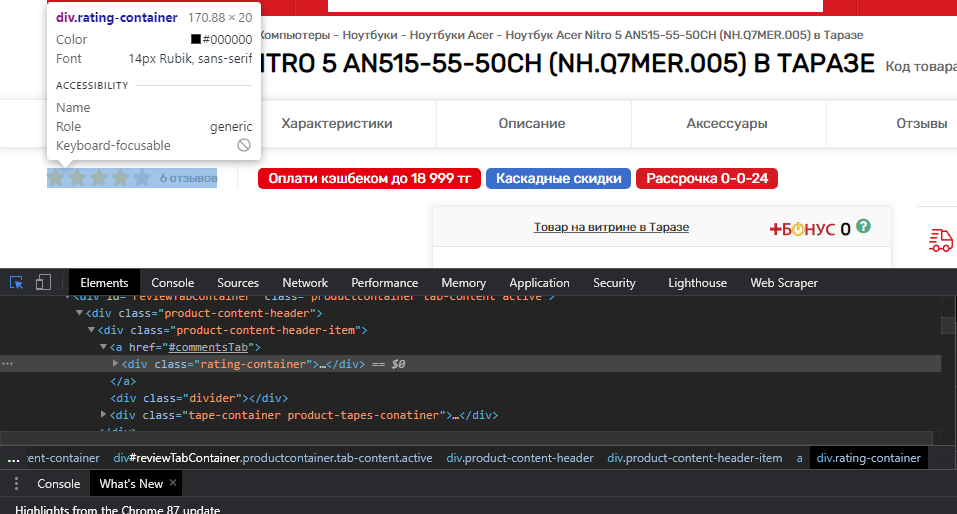 div.rating-container 170.88 × 20
Color #000000
Font 14px Rubik, sans-serif
ACCESSIBILITY
Name
Role generic
Keyboard-focusable
Компьютеры - Ноутбуки - Ноутбуки Acer - Ноутбук Acer Nitro 5 AN515-55-50CH (NH.Q7MER.005) в Таразе
ITRO 5 AN515-55-50CH (NH.Q7MER.005) В ТАРАЗЕ Код товара
Характеристики Описание Аксессуары Отзывы
6 отзывов Оплати кэшбеком до 18 999 тг Каскадные скидки Рассрочка 0-0-24
Товар на витрине в Таразе +БОНУС 0 ?
Elements Console Sources Network Performance Memory Application Security Lighthouse Web Scraper
<div id="reviewTabContainer" class="productcontainer tab-content active">
<div class="product-content-header">
<div class="product-content-header-item">
<a href="#commentsTab">
… <div class="rating-container">…</div> == $0
</a>
<div class="divider"></div>
<div class="tape-container product-tapes-conatiner">…</div>
</div>
… tent-container div#reviewTabContainer.productcontainer.tab-content.active div.product-content-header div.product-content-header-item a div.rating-container
Console What's New ×
Highlights from the Chrome 87 update